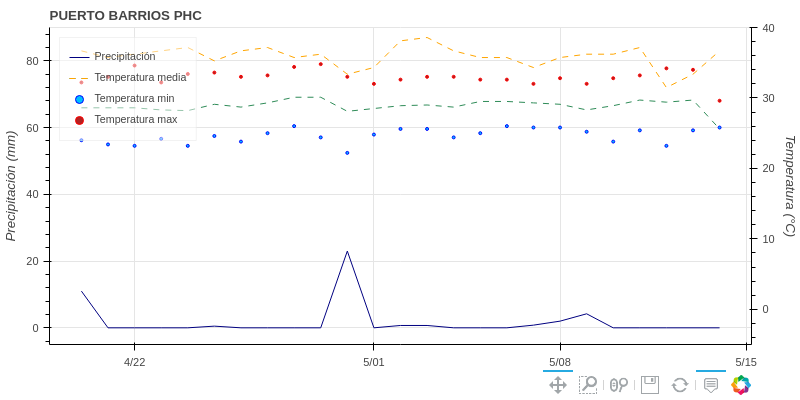 PUERTO BARRIOS PHC
Precipitación
Temperatura media
Temperatura min
Temperatura max
80
60
40
20
0
Precipitación (mm)
40
30
20
10
0
Temperatura (°C)
4/22
5/01
5/08
5/15